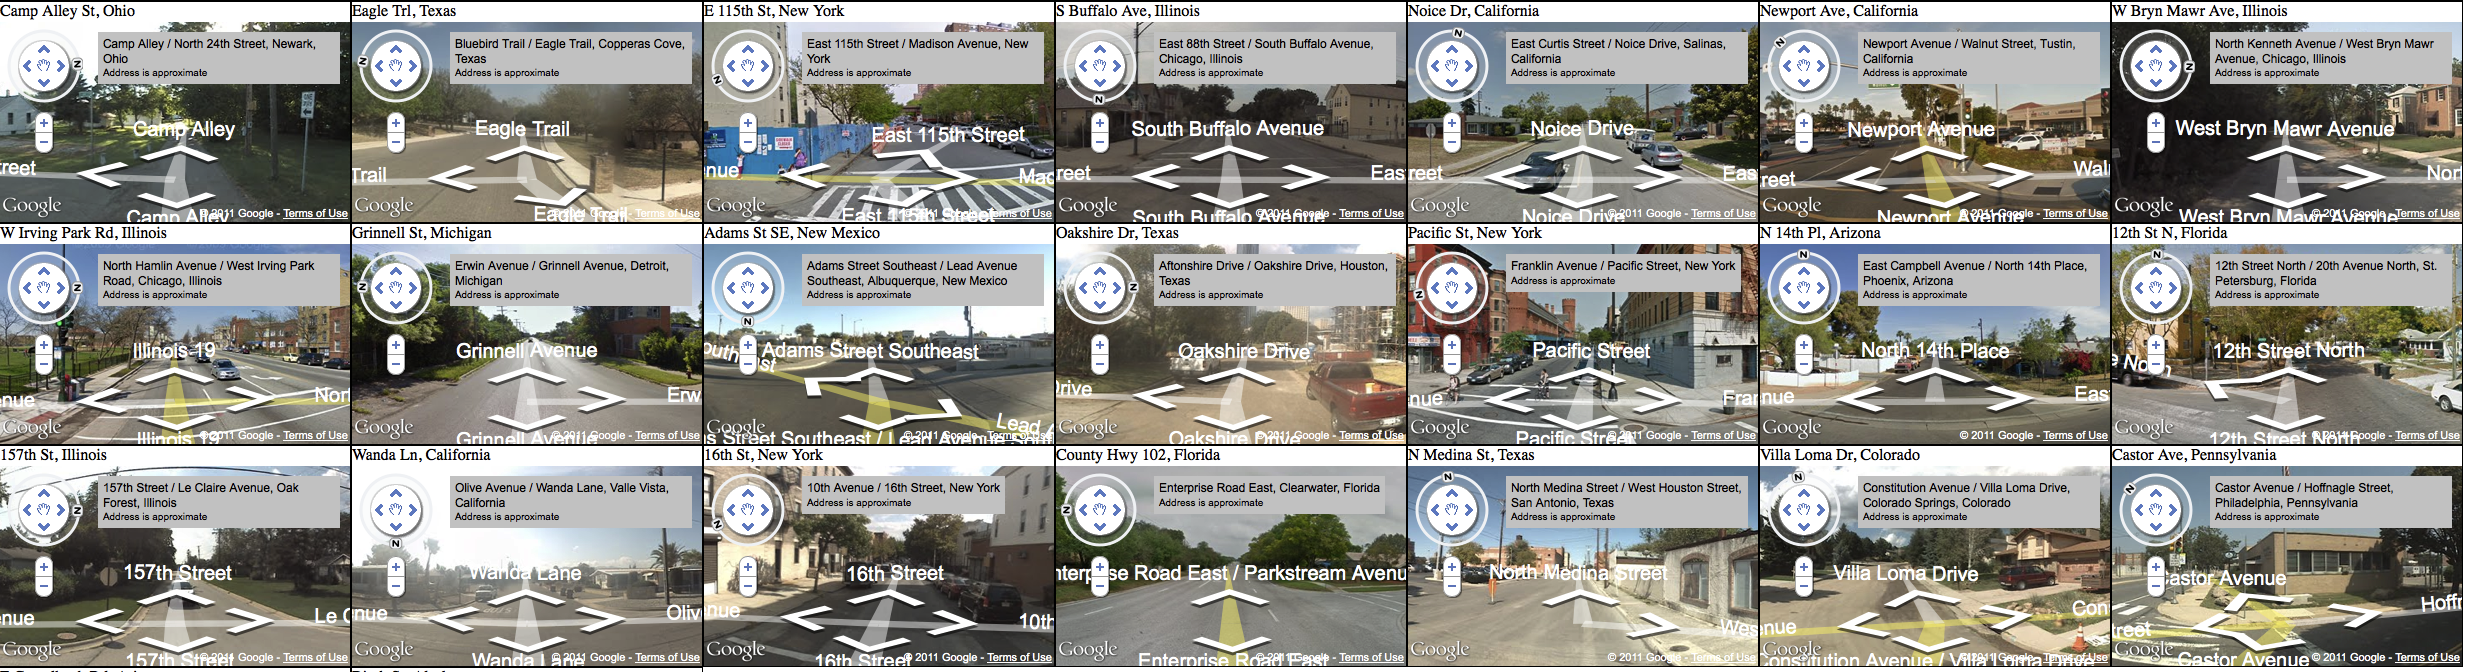 Camp Alley St, Ohio
Camp Alley / North 24th Street, Newark,
Ohio
Address is approximate
Camp Alley
reet
Camp Alley
Google
© 2011 Google - Terms of Use
Eagle Trl, Texas
Bluebird Trail / Eagle Trail, Copperas Cove,
Texas
Address is approximate
Eagle Trail
Trail
Eagle Trail
Google
© 2011 Google - Terms of Use
E 115th St, New York
East 115th Street / Madison Avenue, New
York
Address is approximate
East 115th Street
nue
Mad
East 115th Street
Google
© 2011 Google - Terms of Use
S Buffalo Ave, Illinois
East 88th Street / South Buffalo Avenue,
Chicago, Illinois
Address is approximate
South Buffalo Avenue
reet
Eas
South Buffalo Avenue
Google
© 2011 Google - Terms of Use
Noice Dr, California
East Curtis Street / Noice Drive, Salinas,
California
Address is approximate
Noice Drive
reet
Eas
Noice Drive
Google
© 2011 Google - Terms of Use
Newport Ave, California
Newport Avenue / Walnut Street, Tustin,
California
Address is approximate
Newport Avenue
reet
Wal
Newport Avenue
Google
© 2011 Google - Terms of Use
W Bryn Mawr Ave, Illinois
North Kenneth Avenue / West Bryn Mawr
Avenue, Chicago, Illinois
Address is approximate
West Bryn Mawr Avenue
Nor
West Bryn Mawr Avenue
Google
© 2011 Google - Terms of Use
W Irving Park Rd, Illinois
North Hamlin Avenue / West Irving Park
Road, Chicago, Illinois
Address is approximate
Illinois 19
nue
Nor
Illinois 19
Google
© 2011 Google - Terms of Use
Grinnell St, Michigan
Erwin Avenue / Grinnell Avenue, Detroit,
Michigan
Address is approximate
Grinnell Avenue
Erw
Grinnell Avenue
Google
© 2011 Google - Terms of Use
Adams St SE, New Mexico
Adams Street Southeast / Lead Avenue
Southeast, Albuquerque, New Mexico
Address is approximate
Adams Street Southeast
Lead
s Street Southeast / Lead Avenue
Google
© 2011 Google - Terms of Use
Oakshire Dr, Texas
Aftonshire Drive / Oakshire Drive, Houston,
Texas
Address is approximate
Oakshire Drive
Drive
Oakshire Drive
Google
© 2011 Google - Terms of Use
Pacific St, New York
Franklin Avenue / Pacific Street, New York
Address is approximate
Pacific Street
nue
Fran
Pacific Street
Google
© 2011 Google - Terms of Use
N 14th Pl, Arizona
East Campbell Avenue / North 14th Place,
Phoenix, Arizona
Address is approximate
North 14th Place
nue
Eas
Google
© 2011 Google - Terms of Use
12th St N, Florida
12th Street North / 20th Avenue North, St.
Petersburg, Florida
Address is approximate
12th Street North
e No
12th Street North
Google
© 2011 Google - Terms of Use
157th St, Illinois
157th Street / Le Claire Avenue, Oak
Forest, Illinois
Address is approximate
157th Street
nue
Le C
157th Street
Google
© 2011 Google - Terms of Use
Wanda Ln, California
Olive Avenue / Wanda Lane, Valle Vista,
California
Address is approximate
Wanda Lane
nue
Oliv
Wanda Lane
Google
© 2011 Google - Terms of Use
16th St, New York
10th Avenue / 16th Street, New York
Address is approximate
16th Street
nue
10th
16th Street
Google
© 2011 Google - Terms of Use
County Hwy 102, Florida
Enterprise Road East, Clearwater, Florida
Address is approximate
nterprise Road East / Parkstream Avenu
Enterprise Road East
Google
© 2011 Google - Terms of Use
N Medina St, Texas
North Medina Street / West Houston Street,
San Antonio, Texas
Address is approximate
North Medina Street
Wes
Google
© 2011 Google - Terms of Use
Villa Loma Dr, Colorado
Constitution Avenue / Villa Loma Drive,
Colorado Springs, Colorado
Address is approximate
Villa Loma Drive
nue
Con
Constitution Avenue / Villa Loma Drive
Google
© 2011 Google - Terms of Use
Castor Ave, Pennsylvania
Castor Avenue / Hoffnagle Street,
Philadelphia, Pennsylvania
Address is approximate
Castor Avenue
reet
Hoffn
Castor Avenue
Google
© 2011 Google - Terms of Use